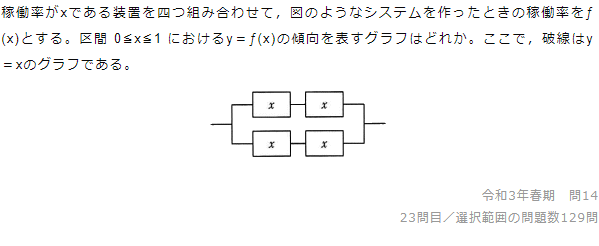 稼働率がxである装置を四つ組み合わせて，図のようなシステムを作ったときの稼働率をƒ
(x)とする。区間 0≦x≦1 におけるy＝ƒ(x)の傾向を表すグラフはどれか。ここで，破線はy
＝xのグラフである。
x x
x x
令和3年春期　問14
23問目／選択範囲の問題数129問